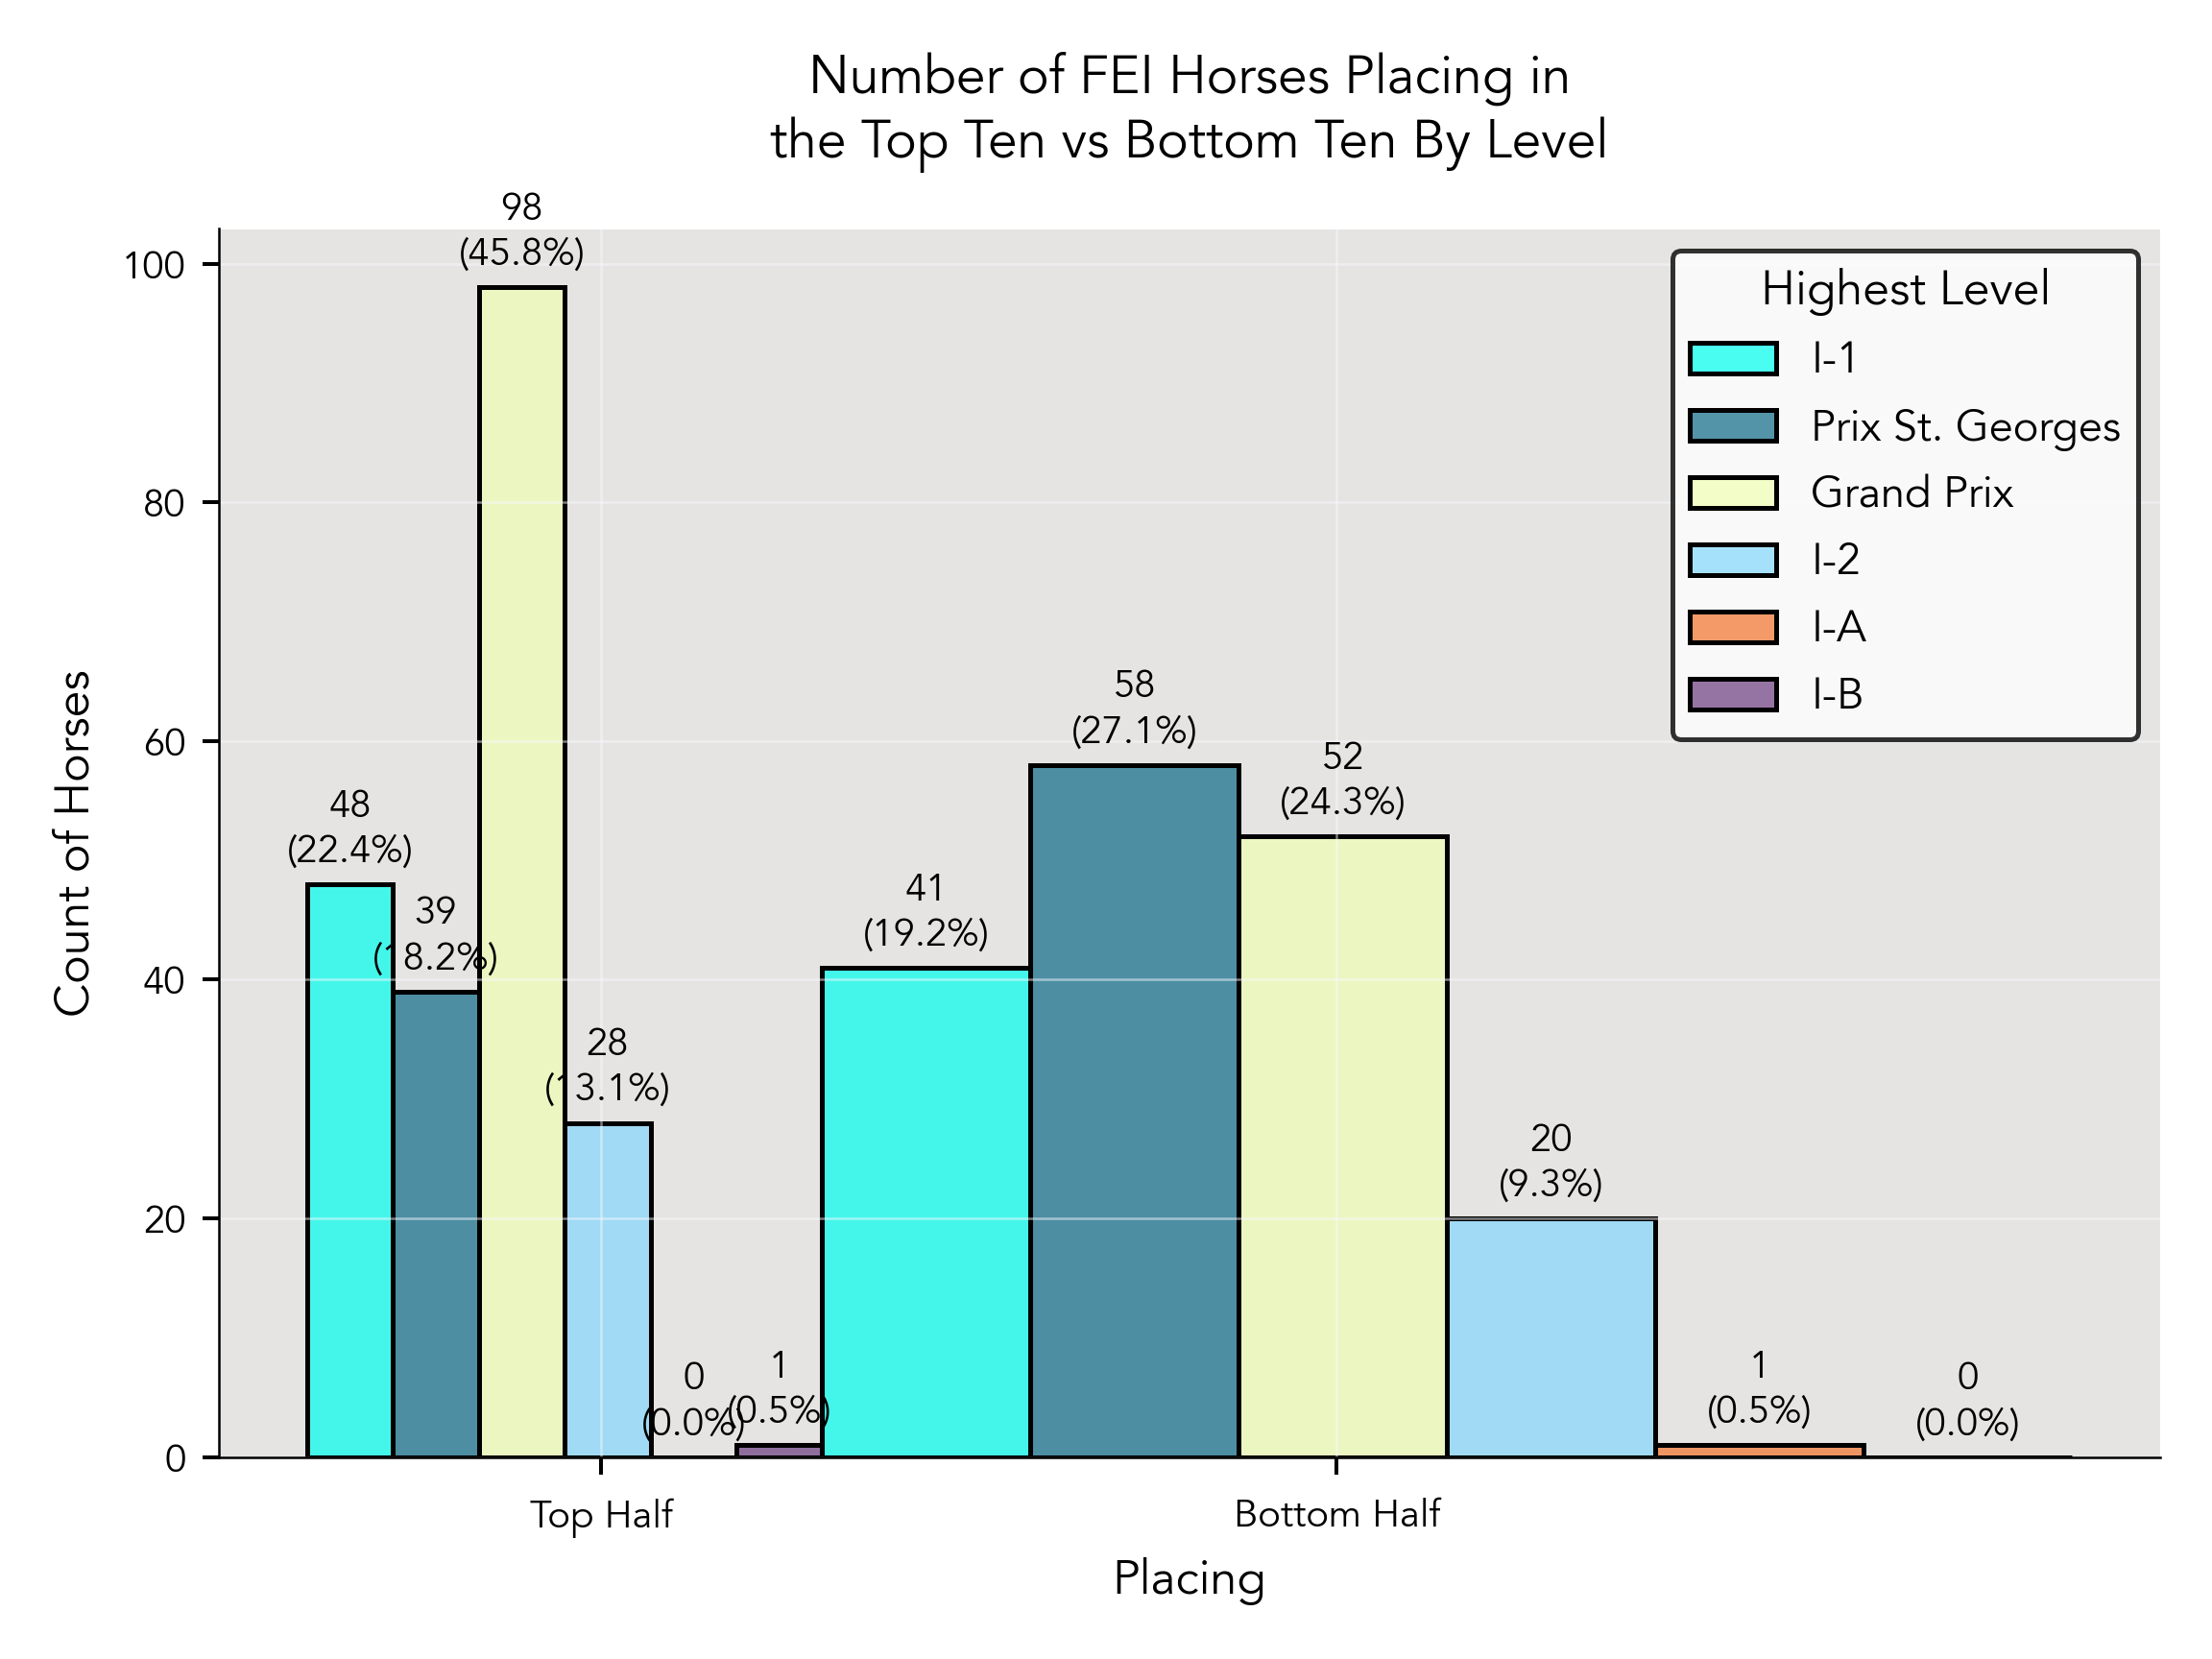 Number of FEI Horses Placing in
the Top Ten vs Bottom Ten By Level
98
(45.8%)
100
80
60
40
20
0
Count of Horses
48
(22.4%)
39
(18.2%)
28
(13.1%)
0
(0.0%)
1
(0.5%)
41
(19.2%)
58
(27.1%)
52
(24.3%)
20
(9.3%)
1
(0.5%)
0
(0.0%)
Highest Level
I-1
Prix St. Georges
Grand Prix
I-2
I-A
I-B
Top Half
Bottom Half
Placing